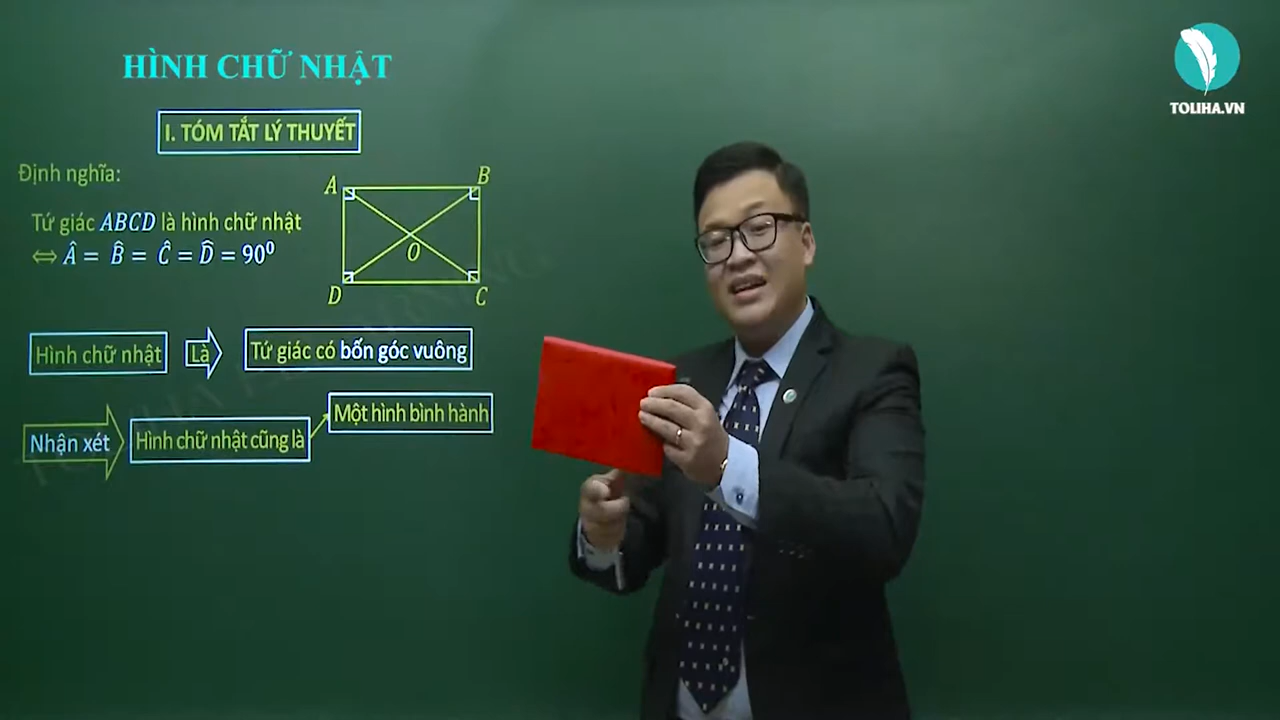 HÌNH CHỮ NHẬT
TOLIHA.VN
I. TÓM TẮT LÝ THUYẾT
Định nghĩa:
Tứ giác ABCD là hình chữ nhật
⇔ Â = B̂ = Ĉ = D̂ = 90⁰
A
B
O
D
C
Hình chữ nhật
Là
Tứ giác có bốn góc vuông
Nhận xét
Hình chữ nhật cũng là
Một hình bình hành